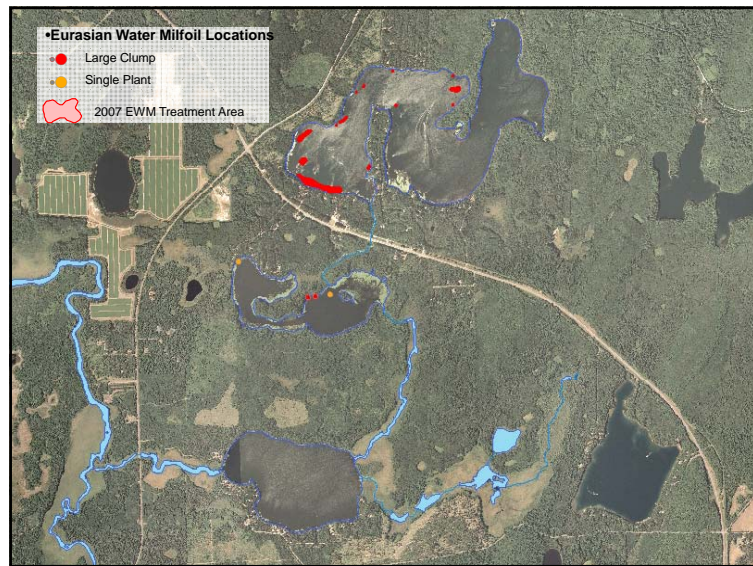 •Eurasian Water Milfoil Locations
Large Clump
Single Plant
2007 EWM Treatment Area